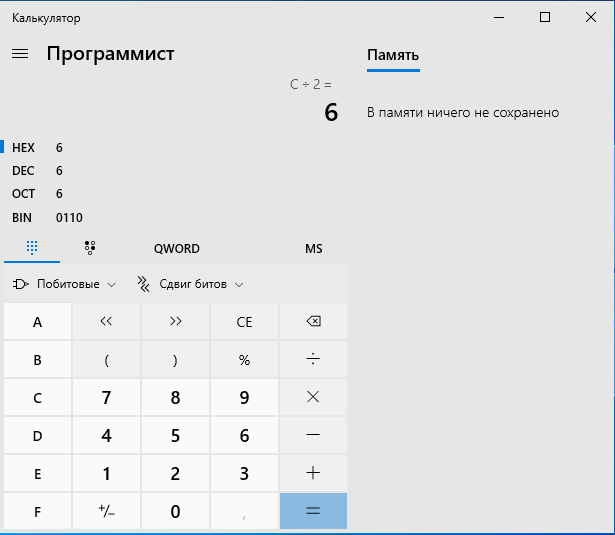 Калькулятор
Программист
Память
C ÷ 2 =
6
В памяти ничего не сохранено
HEX 6
DEC 6
OCT 6
BIN 0110
QWORD MS
Побитовые Сдвиг битов
A << >> CE
B ( ) % ÷
C 7 8 9 ×
D 4 5 6 −
E 1 2 3 +
F +/− 0 , =